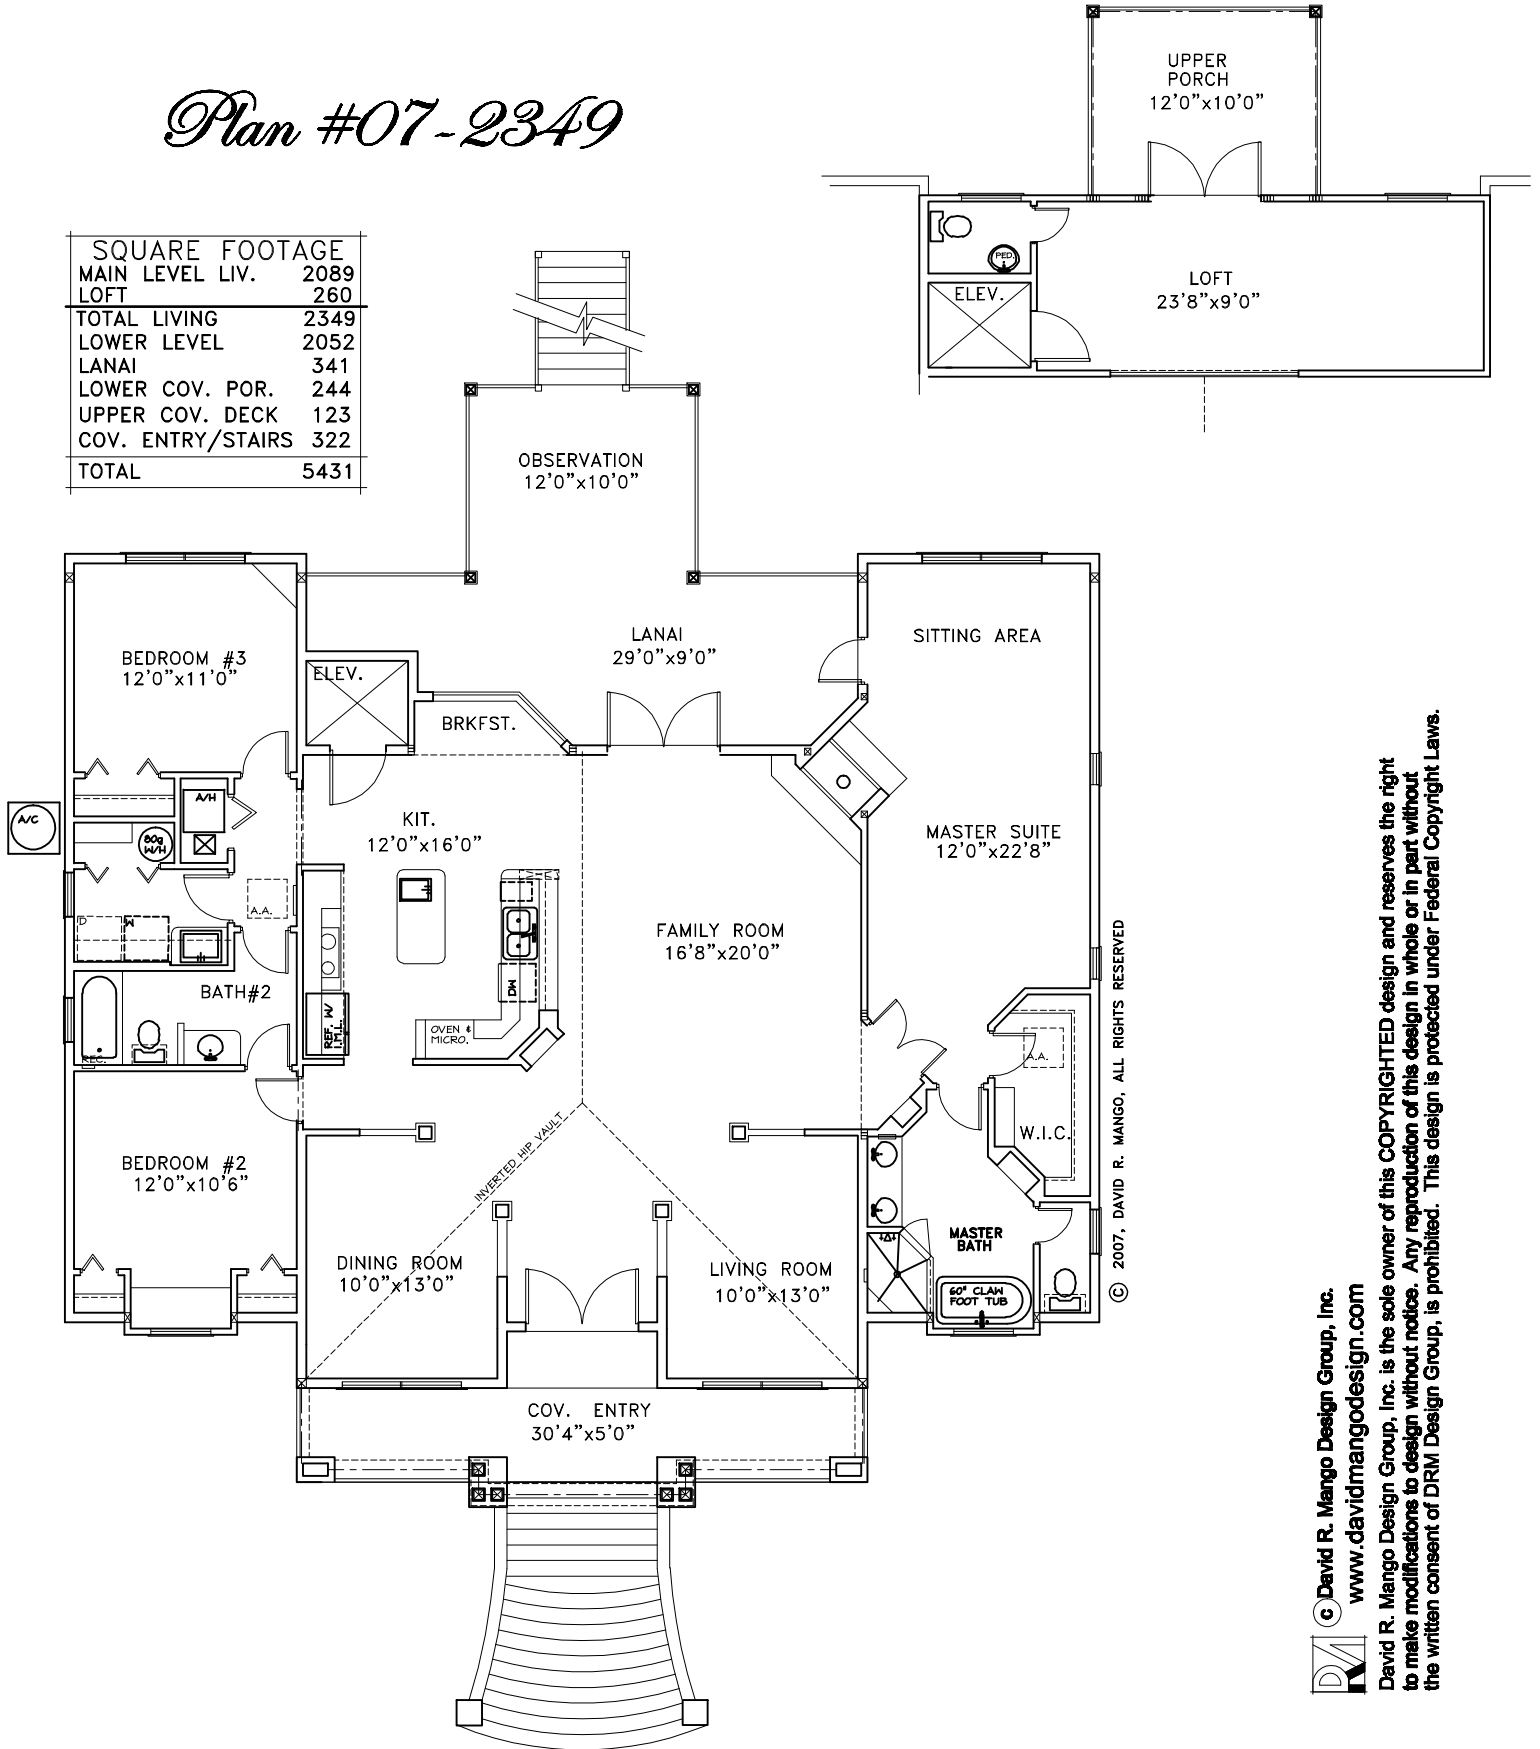 Plan #07-2349
UPPER
PORCH
12'0"x10'0"
PED.
ELEV.
LOFT
23'8"x9'0"
SQUARE FOOTAGE
MAIN LEVEL LIV. 2089
LOFT 260
TOTAL LIVING 2349
LOWER LEVEL 2052
LANAI 341
LOWER COV. POR. 244
UPPER COV. DECK 123
COV. ENTRY/STAIRS 322
TOTAL 5431
OBSERVATION
12'0"x10'0"
LANAI
29'0"x9'0"
SITTING AREA
BEDROOM #3
12'0"x11'0"
ELEV.
BRKFST.
A/C
A/H
80g
H/W
KIT.
12'0"x16'0"
MASTER SUITE
12'0"x22'8"
A.A.
D
W
FAMILY ROOM
16'8"x20'0"
BATH#2
REC.
REF. W/
I.M.L.
DW
OVEN &
MICRO.
A.A.
W.I.C.
INVERTED HIP VAULT
BEDROOM #2
12'0"x10'6"
MASTER
BATH
DINING ROOM
10'0"x13'0"
LIVING ROOM
10'0"x13'0"
60" CLAW
FOOT TUB
COV. ENTRY
30'4"x5'0"
© 2007, DAVID R. MANGO, ALL RIGHTS RESERVED
DRM
© David R. Mango Design Group, Inc.
www.davidmangodesign.com
David R. Mango Design Group, Inc. is the sole owner of this COPYRIGHTED design and reserves the right
to make modifications to design without notice. Any reproduction of this design in whole or in part without
the written consent of DRM Design Group, is prohibited. This design is protected under Federal Copyright Laws.